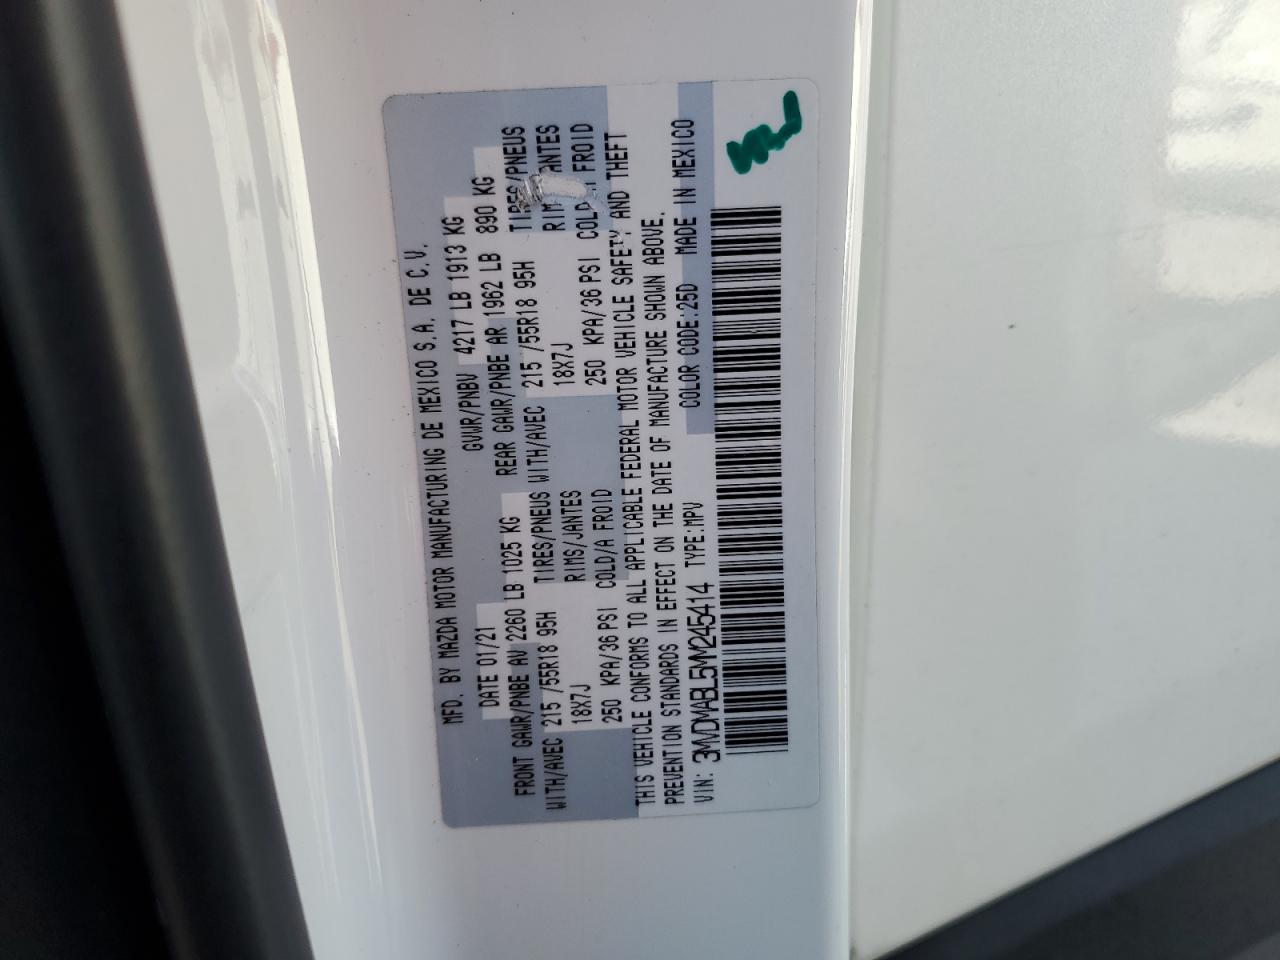 MFD. BY MAZDA MOTOR MANUFACTURING DE MEXICO S.A. DE C.V.
DATE 01/21 GVWR/PNBV 4217 LB 1913 KG
FRONT GAWR/PNBE AV 2260 LB 1025 KG REAR GAWR/PNBE AR 1962 LB 890 KG
WITH/AVEC 215 /55R18 95H TIRES/PNEUS WITH/AVEC 215 /55R18 95H TIRES/PNEUS
18X7J RIMS/JANTES 18X7J RIMS/JANTES
250 KPA/36 PSI COLD/A FROID 250 KPA/36 PSI COLD/A FROID
THIS VEHICLE CONFORMS TO ALL APPLICABLE FEDERAL MOTOR VEHICLE SAFETY AND THEFT
PREVENTION STANDARDS IN EFFECT ON THE DATE OF MANUFACTURE SHOWN ABOVE.
VIN: 3MVDMABL5MM245414 TYPE:MPV COLOR CODE:25D MADE IN MEXICO